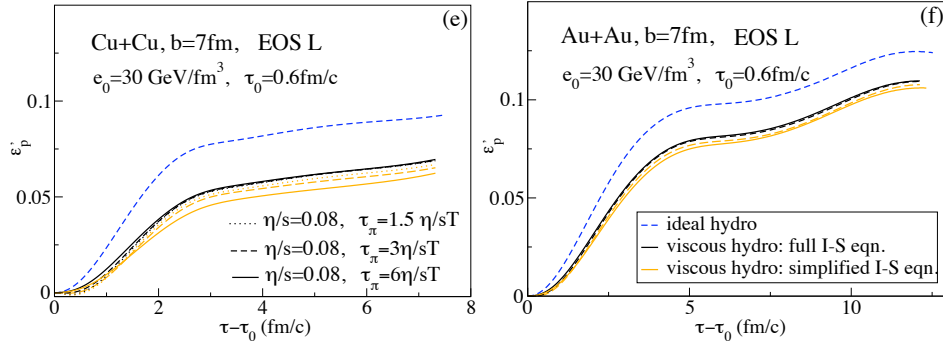 (e)
Cu+Cu, b=7fm, EOS L
e₀=30 GeV/fm³, τ₀=0.6fm/c
0.1
0.05
0
ε'ₚ
η/s=0.08, τ_π=1.5 η/sT
η/s=0.08, τ_π=3η/sT
η/s=0.08, τ_π=6η/sT
0 2 4 6 8
τ−τ₀ (fm/c)
(f)
Au+Au, b=7fm, EOS L
e₀=30 GeV/fm³, τ₀=0.6fm/c
0.1
0.05
0
ε'ₚ
ideal hydro
viscous hydro: full I-S eqn.
viscous hydro: simplified I-S eqn.
0 5 10
τ−τ₀ (fm/c)